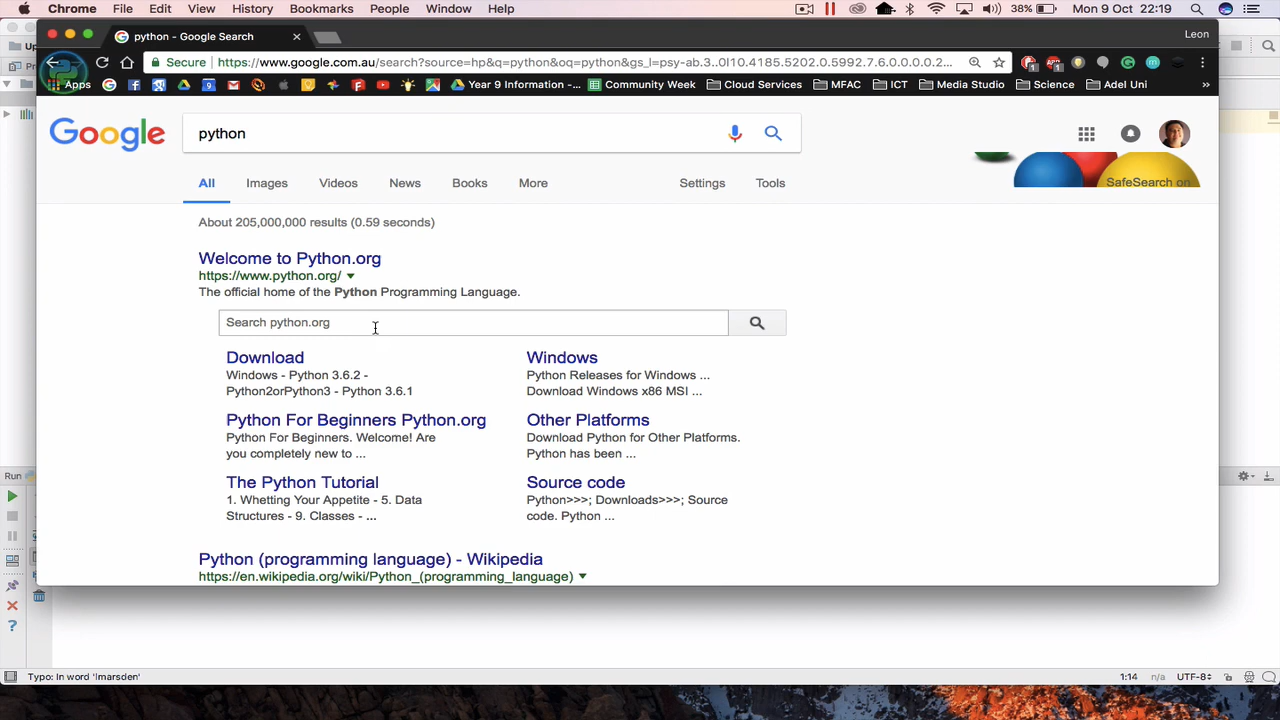 Chrome File Edit View History Bookmarks People Window Help 38% Mon 9 Oct 22:19
python - Google Search Leon
Secure https://www.google.com.au/search?source=hp&q=python&oq=python&gs_l=psy-ab.3..0l10.4185.5202.0.5992.7.6.0.0.0.0.2...
Apps Year 9 Information -... Community Week Cloud Services MFAC ICT Media Studio Science Adel Uni »
Google python
SafeSearch on
All Images Videos News Books More Settings Tools
About 205,000,000 results (0.59 seconds)
Welcome to Python.org
https://www.python.org/
The official home of the Python Programming Language.
Search python.org
Download
Windows - Python 3.6.2 -
Python2orPython3 - Python 3.6.1
Windows
Python Releases for Windows ...
Download Windows x86 MSI ...
Python For Beginners Python.org
Python For Beginners. Welcome! Are
you completely new to ...
Other Platforms
Download Python for Other Platforms.
Python has been ...
The Python Tutorial
1. Whetting Your Appetite - 5. Data
Structures - 9. Classes - ...
Source code
Python>>>; Downloads>>>; Source
code. Python ...
Python (programming language) - Wikipedia
https://en.wikipedia.org/wiki/Python_(programming_language)
Run
Typo: In word 'lmarsden' 1:14 n/a UTF-8